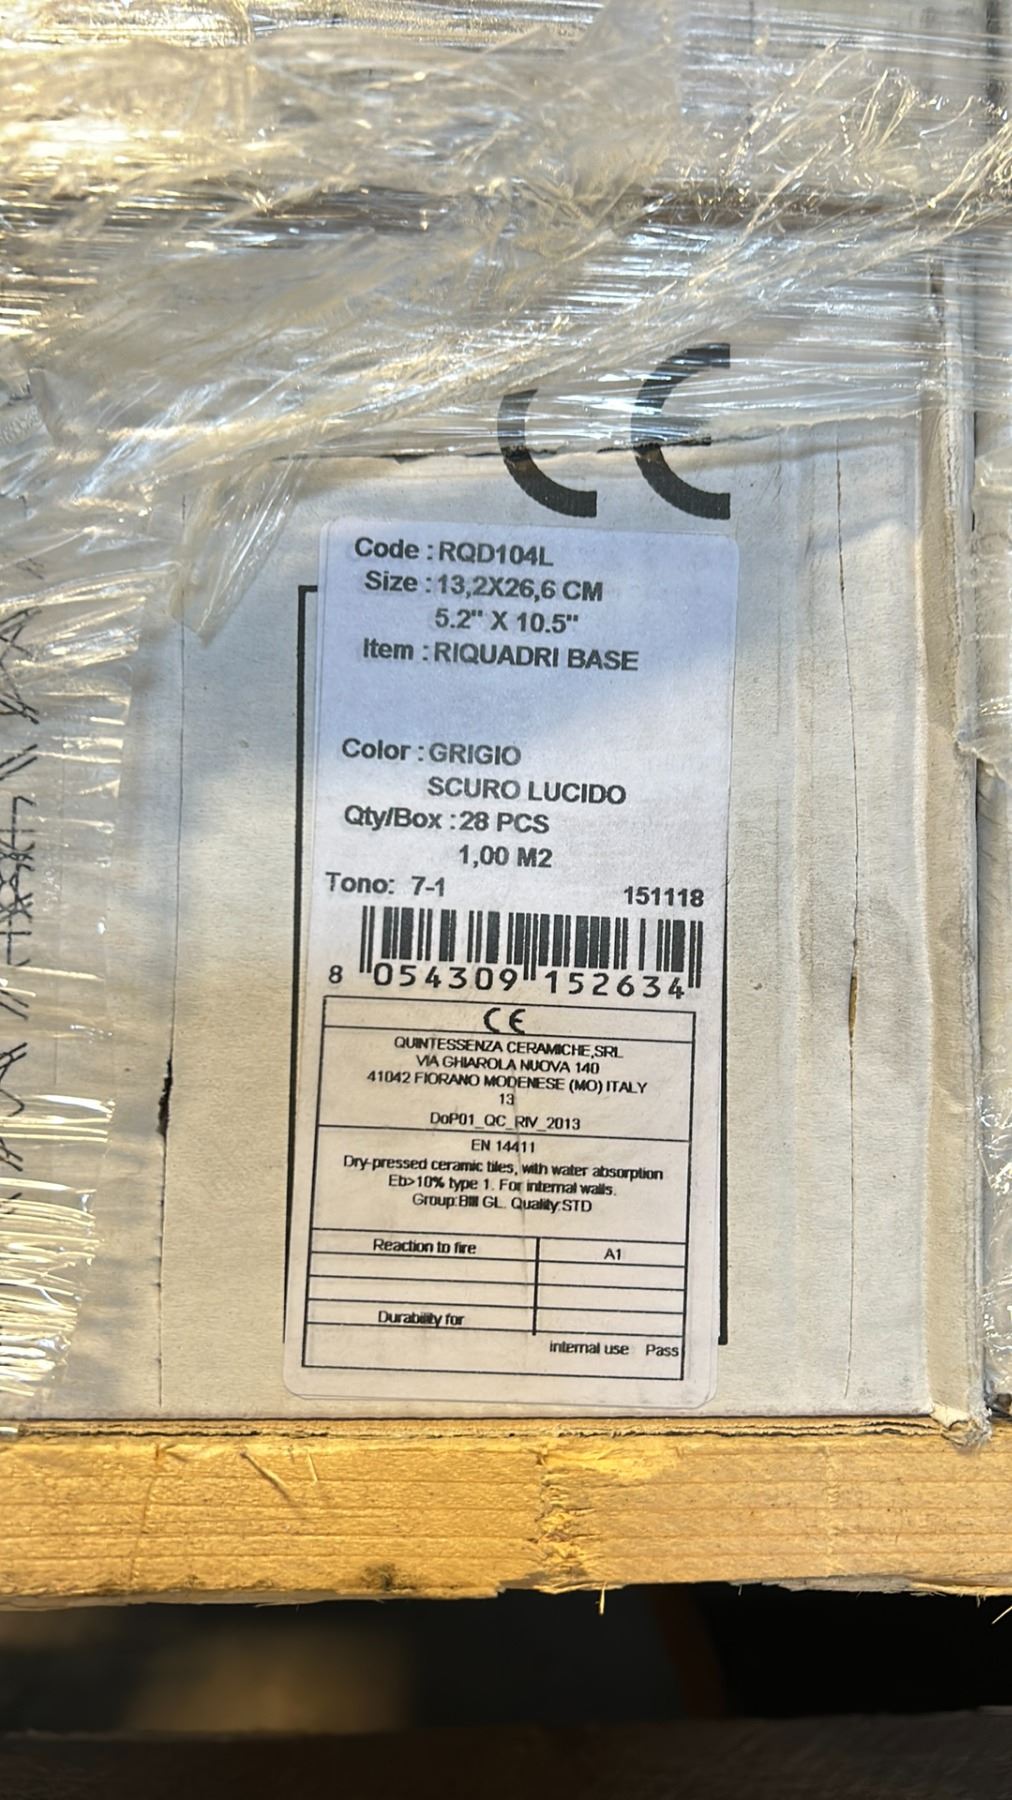 CE
Code : RQD104L
Size : 13,2X26,6 CM
5.2" X 10.5"
Item : RIQUADRI BASE
Color : GRIGIO
SCURO LUCIDO
Qty/Box : 28 PCS
1,00 M2
Tono: 7-1 151118
8 054309 152634
CE
QUINTESSENZA CERAMICHE,SRL
VIA GHIAROLA NUOVA 140
41042 FIORANO MODENESE (MO) ITALY
13
DoP01_QC_RIV_2013
EN 14411
Dry-pressed ceramic tiles, with water absorption
Eb>10% type 1. For internal walls.
Group:BIII GL. Quality:STD
Reaction to fire A1
Durability for
internal use Pass